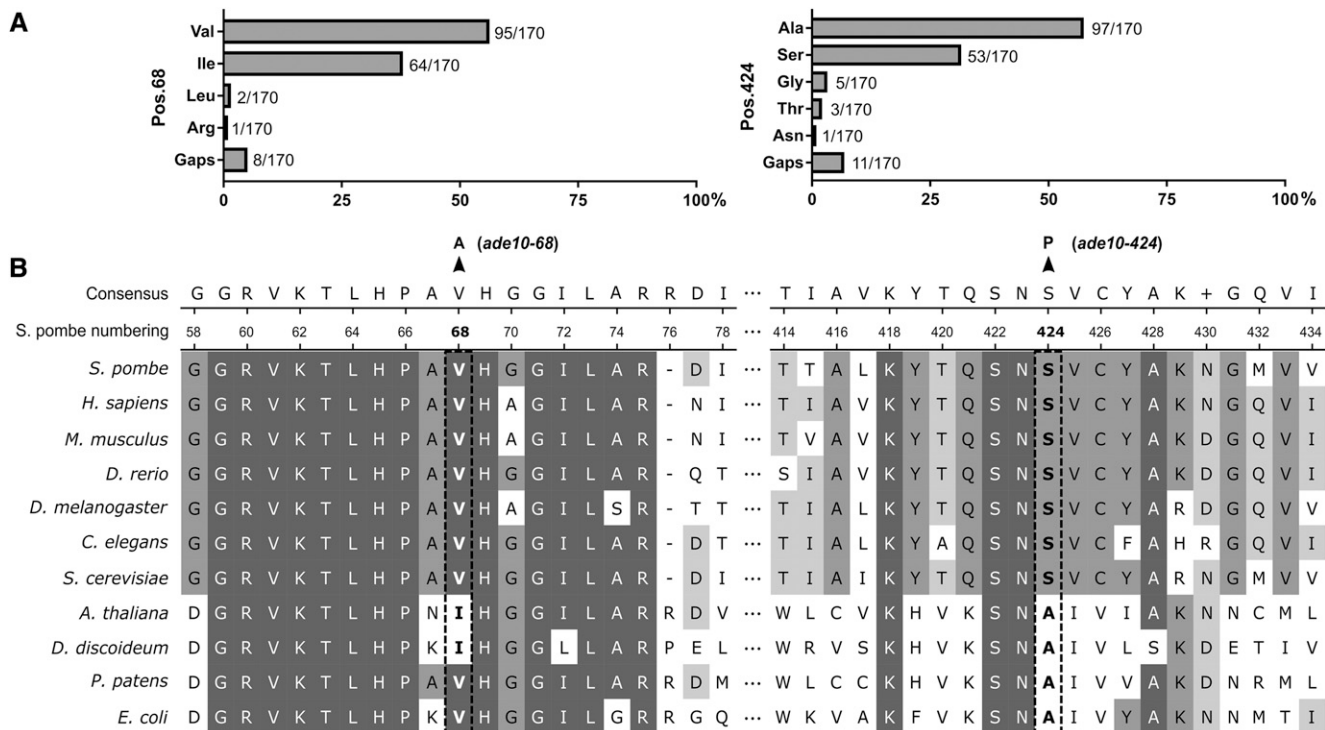 A
Pos.68
Val 95/170
Ile 64/170
Leu 2/170
Arg 1/170
Gaps 8/170
0 25 50 75 100%
Pos.424
Ala 97/170
Ser 53/170
Gly 5/170
Thr 3/170
Asn 1/170
Gaps 11/170
0 25 50 75 100%
B
A (ade10-68) P (ade10-424)
Consensus G G R V K T L H P A V H G G I L A R R D I ... T I A V K Y T Q S N S V C Y A K + G Q V I
S. pombe numbering 58 60 62 64 66 68 70 72 74 76 78 ... 414 416 418 420 422 424 426 428 430 432 434
S. pombe G G R V K T L H P A V H G G I L A R - D I ... T T A L K Y T Q S N S V C Y A K N G M V V
H. sapiens G G R V K T L H P A V H A G I L A R - N I ... T I A V K Y T Q S N S V C Y A K N G Q V I
M. musculus G G R V K T L H P A V H A G I L A R - N I ... T V A V K Y T Q S N S V C Y A K D G Q V I
D. rerio G G R V K T L H P A V H G G I L A R - Q T ... S I A V K Y T Q S N S V C Y A K D G Q V I
D. melanogaster G G R V K T L H P A V H A G I L S R - T T ... T I A L K Y T Q S N S V C Y A R D G Q V V
C. elegans G G R V K T L H P A V H G G I L A R - D T ... T I A L K Y A Q S N S V C F A H R G Q V I
S. cerevisiae G G R V K T L H P A V H G G I L A R - D I ... T I A I K Y T Q S N S V C Y A R N G M V V
A. thaliana D G R V K T L H P N I H G G I L A R R D V ... W L C V K H V K S N A I V I A K N N C M L
D. discoideum D G R V K T L H P K I H G G L L A R P E L ... W R V S K H V K S N A I V L S K D E T I V
P. patens D G R V K T L H P A V H G G I L A R R D M ... W L C C K H V K S N A I V V A K D N R M L
E. coli D G R V K T L H P K V H G G I L G R R G Q ... W K V A K F V K S N A I V Y A K N N M T I